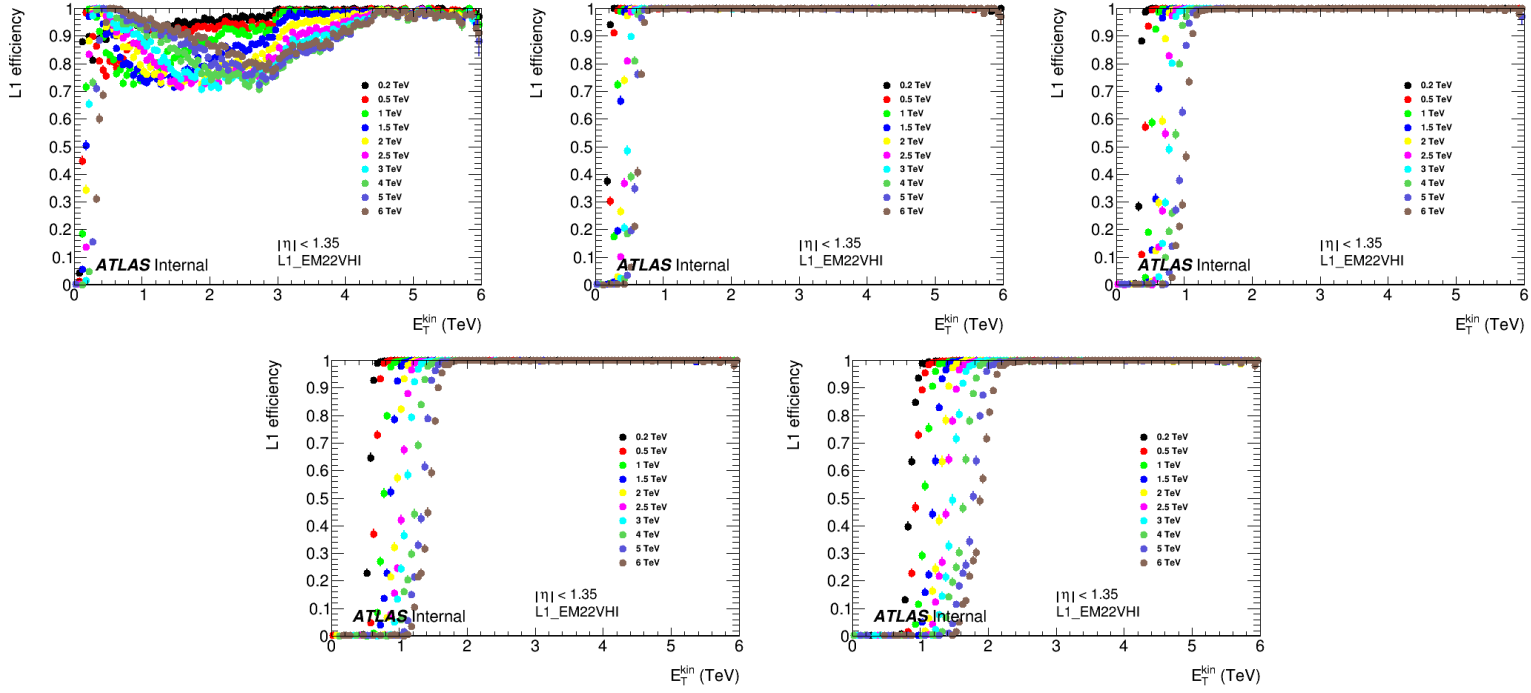 L1 efficiency
1
0.9
0.8
0.7
0.6
0.5
0.4
0.3
0.2
0.1
0
0.2 TeV
0.5 TeV
1 TeV
1.5 TeV
2 TeV
2.5 TeV
3 TeV
4 TeV
5 TeV
6 TeV
|η| < 1.35
L1_EM22VHI
ATLAS Internal
0 1 2 3 4 5 6
E_T^kin (TeV)
L1 efficiency
1
0.9
0.8
0.7
0.6
0.5
0.4
0.3
0.2
0.1
0
0.2 TeV
0.5 TeV
1 TeV
1.5 TeV
2 TeV
2.5 TeV
3 TeV
4 TeV
5 TeV
6 TeV
|η| < 1.35
L1_EM22VHI
ATLAS Internal
0 1 2 3 4 5 6
E_T^kin (TeV)
L1 efficiency
1
0.9
0.8
0.7
0.6
0.5
0.4
0.3
0.2
0.1
0
0.2 TeV
0.5 TeV
1 TeV
1.5 TeV
2 TeV
2.5 TeV
3 TeV
4 TeV
5 TeV
6 TeV
|η| < 1.35
L1_EM22VHI
ATLAS Internal
0 1 2 3 4 5 6
E_T^kin (TeV)
L1 efficiency
1
0.9
0.8
0.7
0.6
0.5
0.4
0.3
0.2
0.1
0
0.2 TeV
0.5 TeV
1 TeV
1.5 TeV
2 TeV
2.5 TeV
3 TeV
4 TeV
5 TeV
6 TeV
|η| < 1.35
L1_EM22VHI
ATLAS Internal
0 1 2 3 4 5 6
E_T^kin (TeV)
L1 efficiency
1
0.9
0.8
0.7
0.6
0.5
0.4
0.3
0.2
0.1
0
0.2 TeV
0.5 TeV
1 TeV
1.5 TeV
2 TeV
2.5 TeV
3 TeV
4 TeV
5 TeV
6 TeV
|η| < 1.35
L1_EM22VHI
ATLAS Internal
0 1 2 3 4 5 6
E_T^kin (TeV)